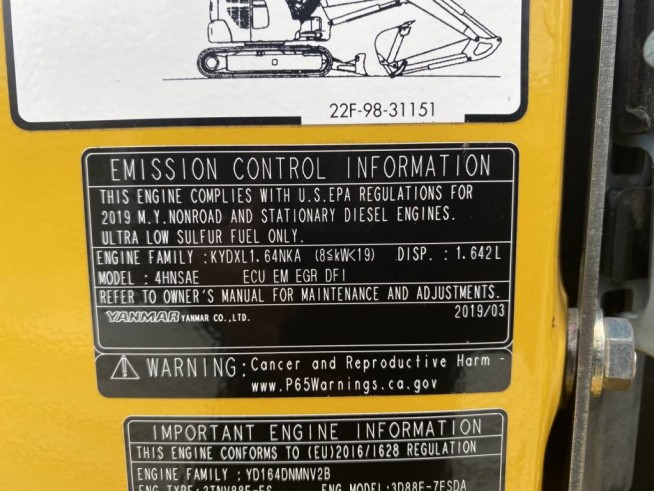 22F-98-31151
EMISSION CONTROL INFORMATION
THIS ENGINE COMPLIES WITH U.S.EPA REGULATIONS FOR
2019 M.Y.NONROAD AND STATIONARY DIESEL ENGINES.
ULTRA LOW SULFUR FUEL ONLY.
ENGINE FAMILY :KYDXL1.64NKA (8≤kW<19) DISP. :1.642L
MODEL : 4HNSAE ECU EM EGR DFI
REFER TO OWNER'S MANUAL FOR MAINTENANCE AND ADJUSTMENTS.
YANMAR YANMAR CO.,LTD. 2019/03
WARNING:Cancer and Reproductive Harm -
www.P65Warnings.ca.gov
IMPORTANT ENGINE INFORMATION
THIS ENGINE CONFORMS TO (EU)2016/1628 REGULATION
ENGINE FAMILY : YD164DNMNV2B
ENG TYPE: ENG MODEL: